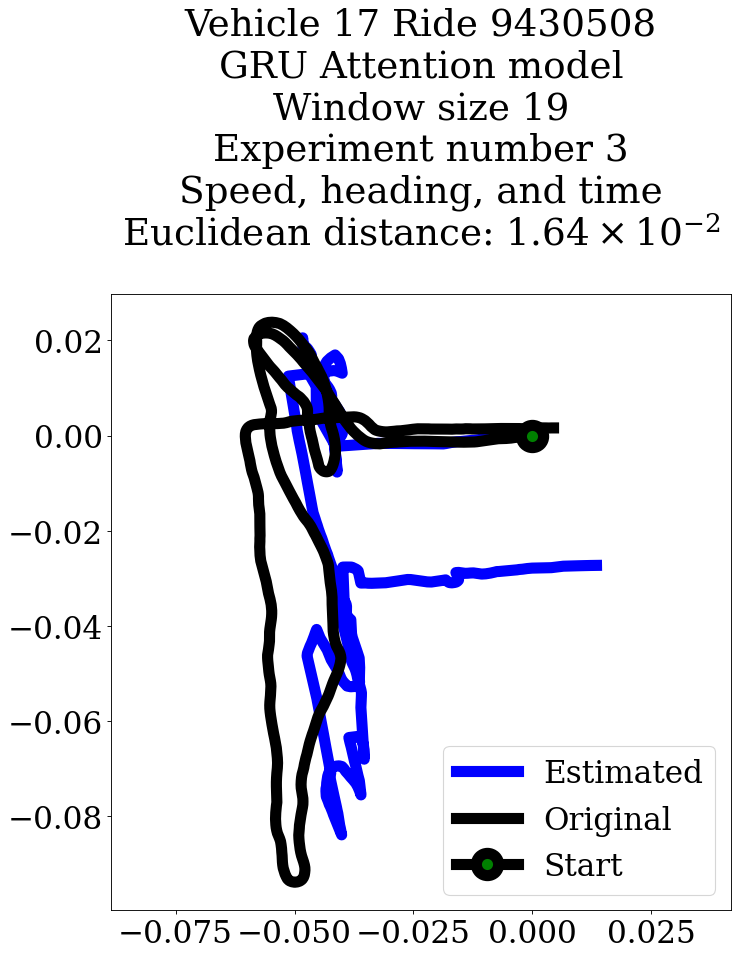 Vehicle 17 Ride 9430508
GRU Attention model
Window size 19
Experiment number 3
Speed, heading, and time
Euclidean distance: 1.64 × 10⁻²
0.02
0.00
−0.02
−0.04
−0.06
−0.08
Estimated
Original
Start
−0.075 −0.050 −0.025 0.000 0.025